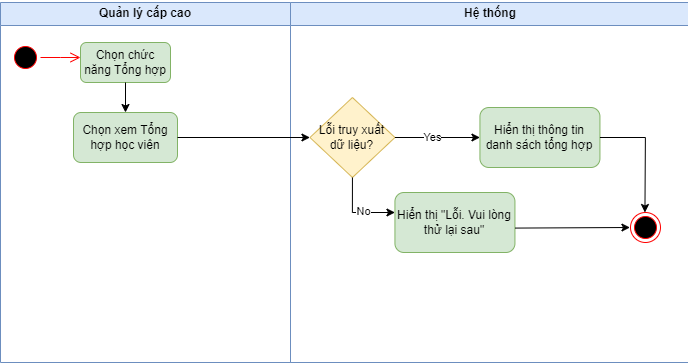 Quản lý cấp cao
Hệ thống
Chọn chức
năng Tổng hợp
Chọn xem Tổng
hợp học viên
Lỗi truy xuất
dữ liệu?
Yes
Hiển thị thông tin
danh sách tổng hợp
No
Hiển thị "Lỗi. Vui lòng
thử lại sau"